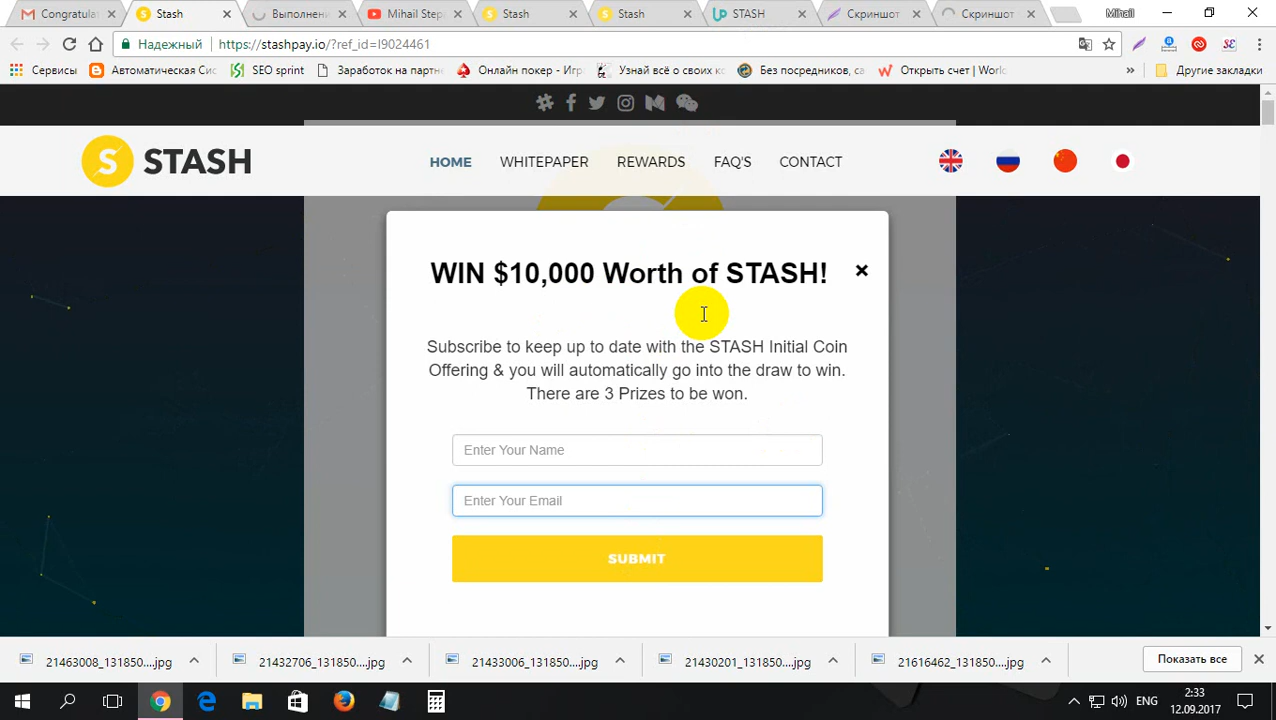 Congratulat
Stash
Выполнени
Mihail Step
Stash
Stash
STASH
Скриншот
Скриншот
Mihail
Надежный
https://stashpay.io/?ref_id=I9024461
Сервисы
Автоматическая Сис
SEO sprint
Заработок на партн
Онлайн покер - Игр
Узнай всё о своих ко
Без посредников, са
Открыть счет | World
»
Другие закладки
S STASH
HOME
WHITEPAPER
REWARDS
FAQ'S
CONTACT
WIN $10,000 Worth of STASH!
Subscribe to keep up to date with the STASH Initial Coin
Offering & you will automatically go into the draw to win.
There are 3 Prizes to be won.
Enter Your Name
Enter Your Email
SUBMIT
21463008_131850....jpg
21432706_131850....jpg
21433006_131850....jpg
21430201_131850....jpg
21616462_131850....jpg
Показать все
ENG
2:33
12.09.2017